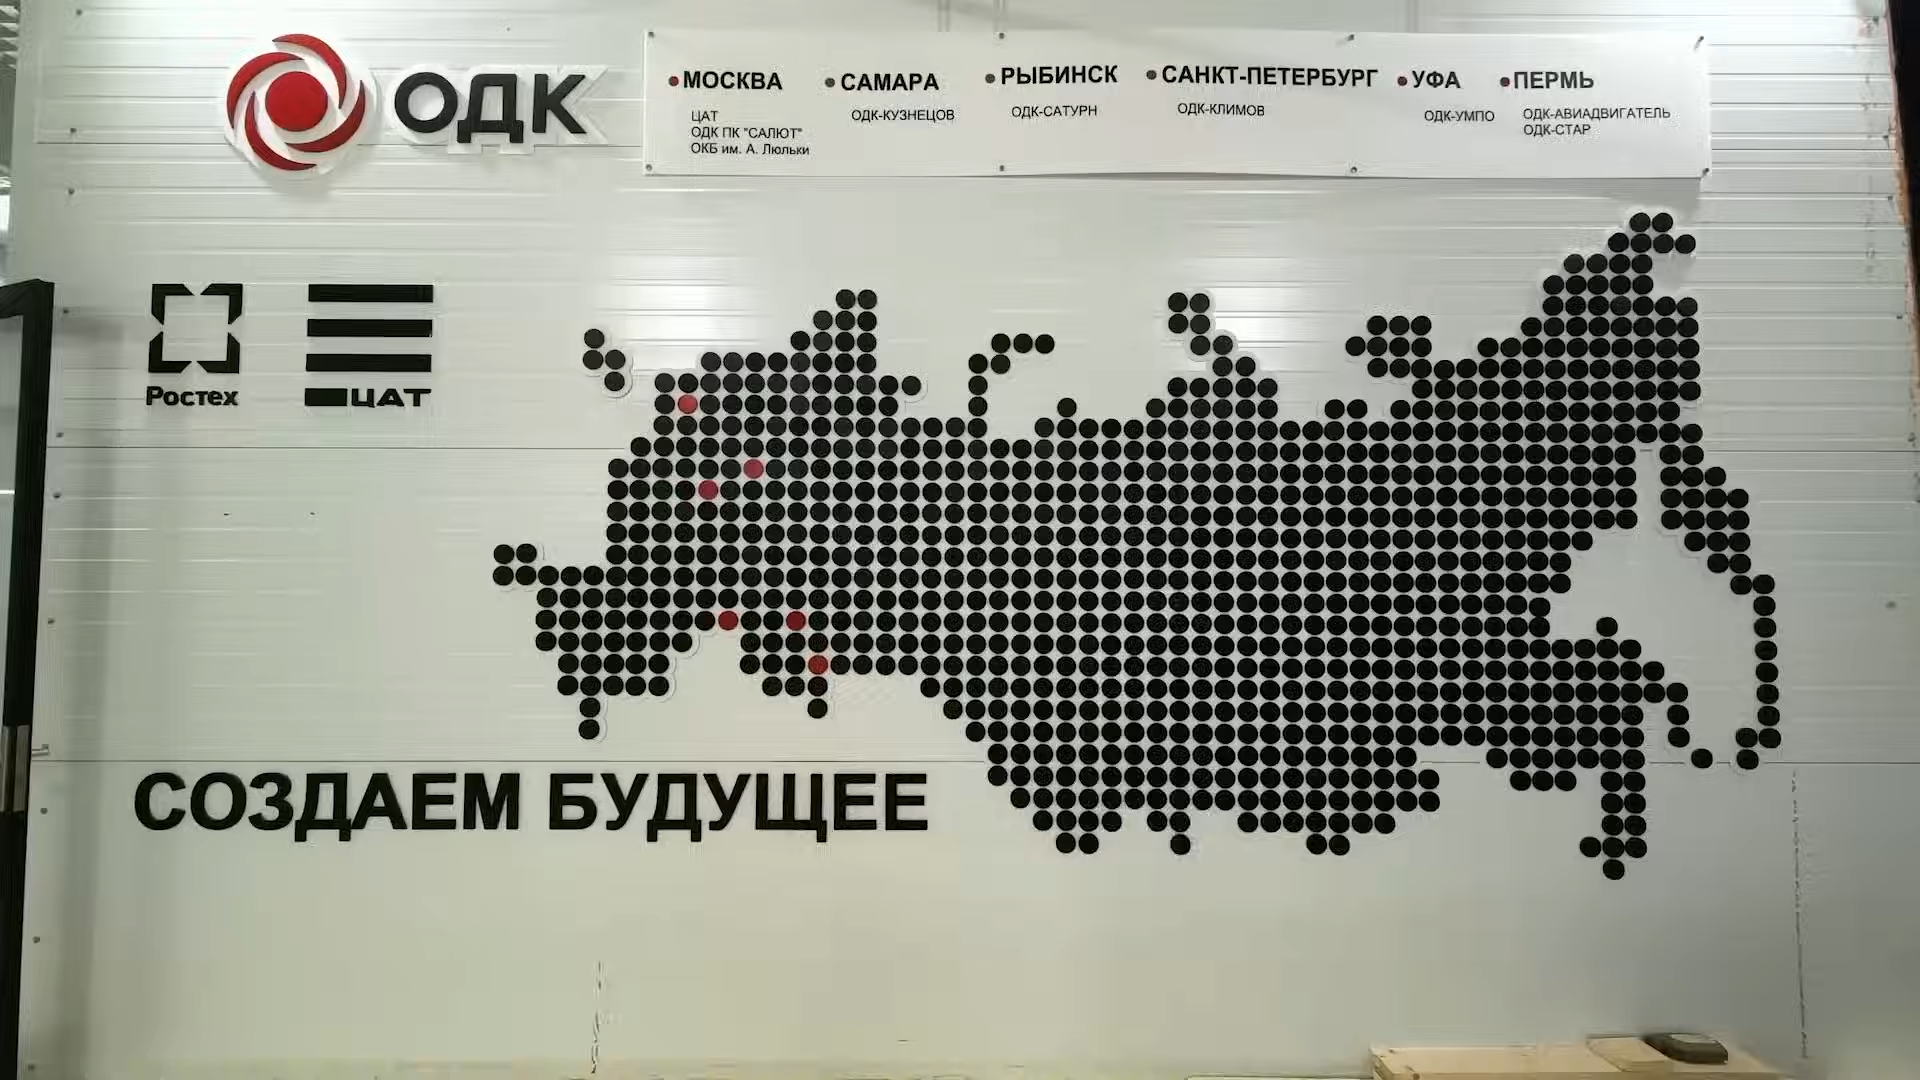 ОДК
МОСКВА
ЦАТ
ОДК ПК "САЛЮТ"
ОКБ им. А. Люльки
САМАРА
ОДК-КУЗНЕЦОВ
РЫБИНСК
ОДК-САТУРН
САНКТ-ПЕТЕРБУРГ
ОДК-КЛИМОВ
УФА
ОДК-УМПО
ПЕРМЬ
ОДК-АВИАДВИГАТЕЛЬ
ОДК-СТАР
Ростех
ЦАТ
СОЗДАЕМ БУДУЩЕЕ